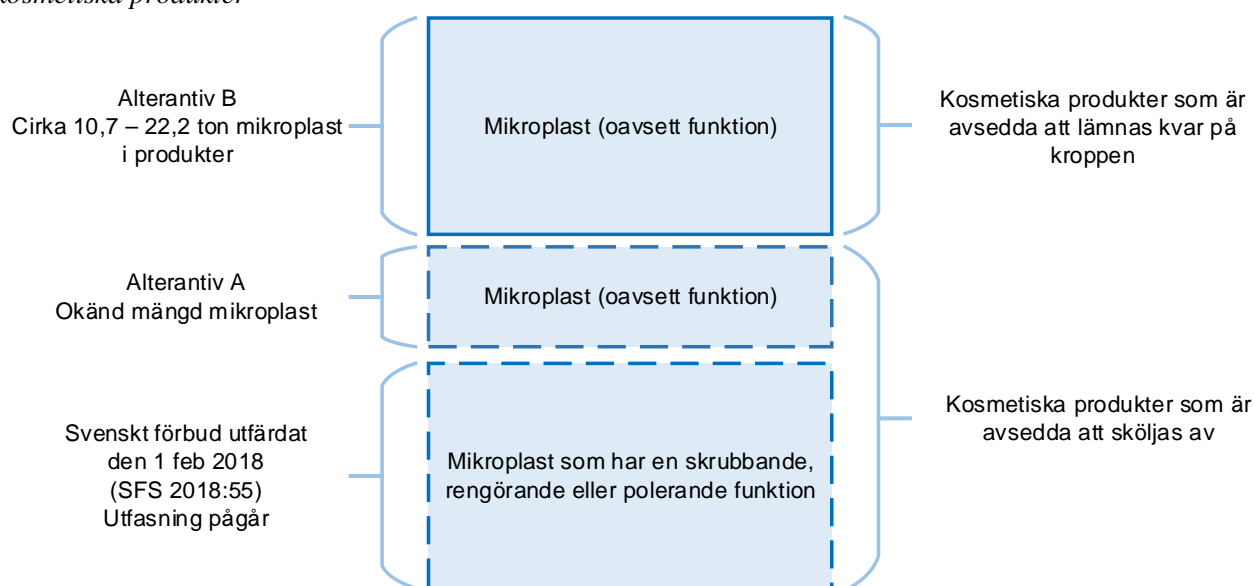 kosmetiska produkter
Alterantiv B
Cirka 10,7 – 22,2 ton mikroplast
i produkter
Mikroplast (oavsett funktion)
Kosmetiska produkter som är
avsedda att lämnas kvar på
kroppen
Alterantiv A
Okänd mängd mikroplast
Mikroplast (oavsett funktion)
Svenskt förbud utfärdat
den 1 feb 2018
(SFS 2018:55)
Utfasning pågår
Mikroplast som har en skrubbande,
rengörande eller polerande funktion
Kosmetiska produkter som är
avsedda att sköljas av